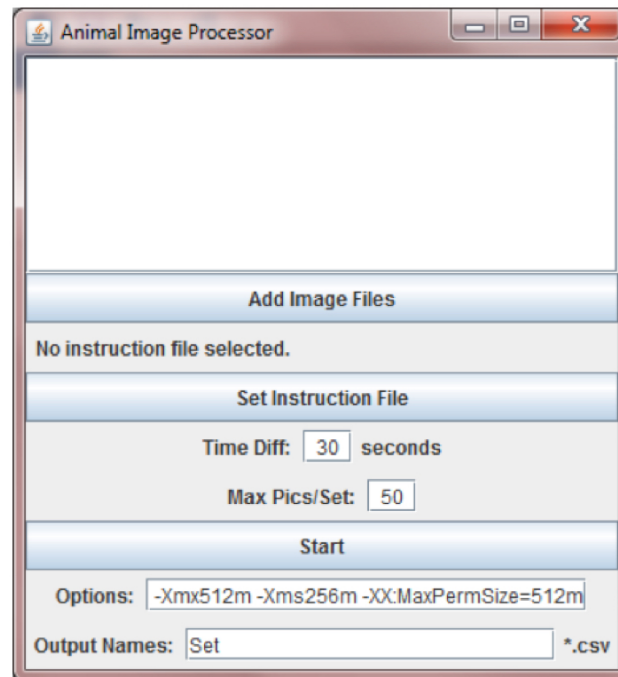 Animal Image Processor
Add Image Files
No instruction file selected.
Set Instruction File
Time Diff: 30 seconds
Max Pics/Set: 50
Start
Options: -Xmx512m -Xms256m -XX:MaxPermSize=512m
Output Names: Set *.csv